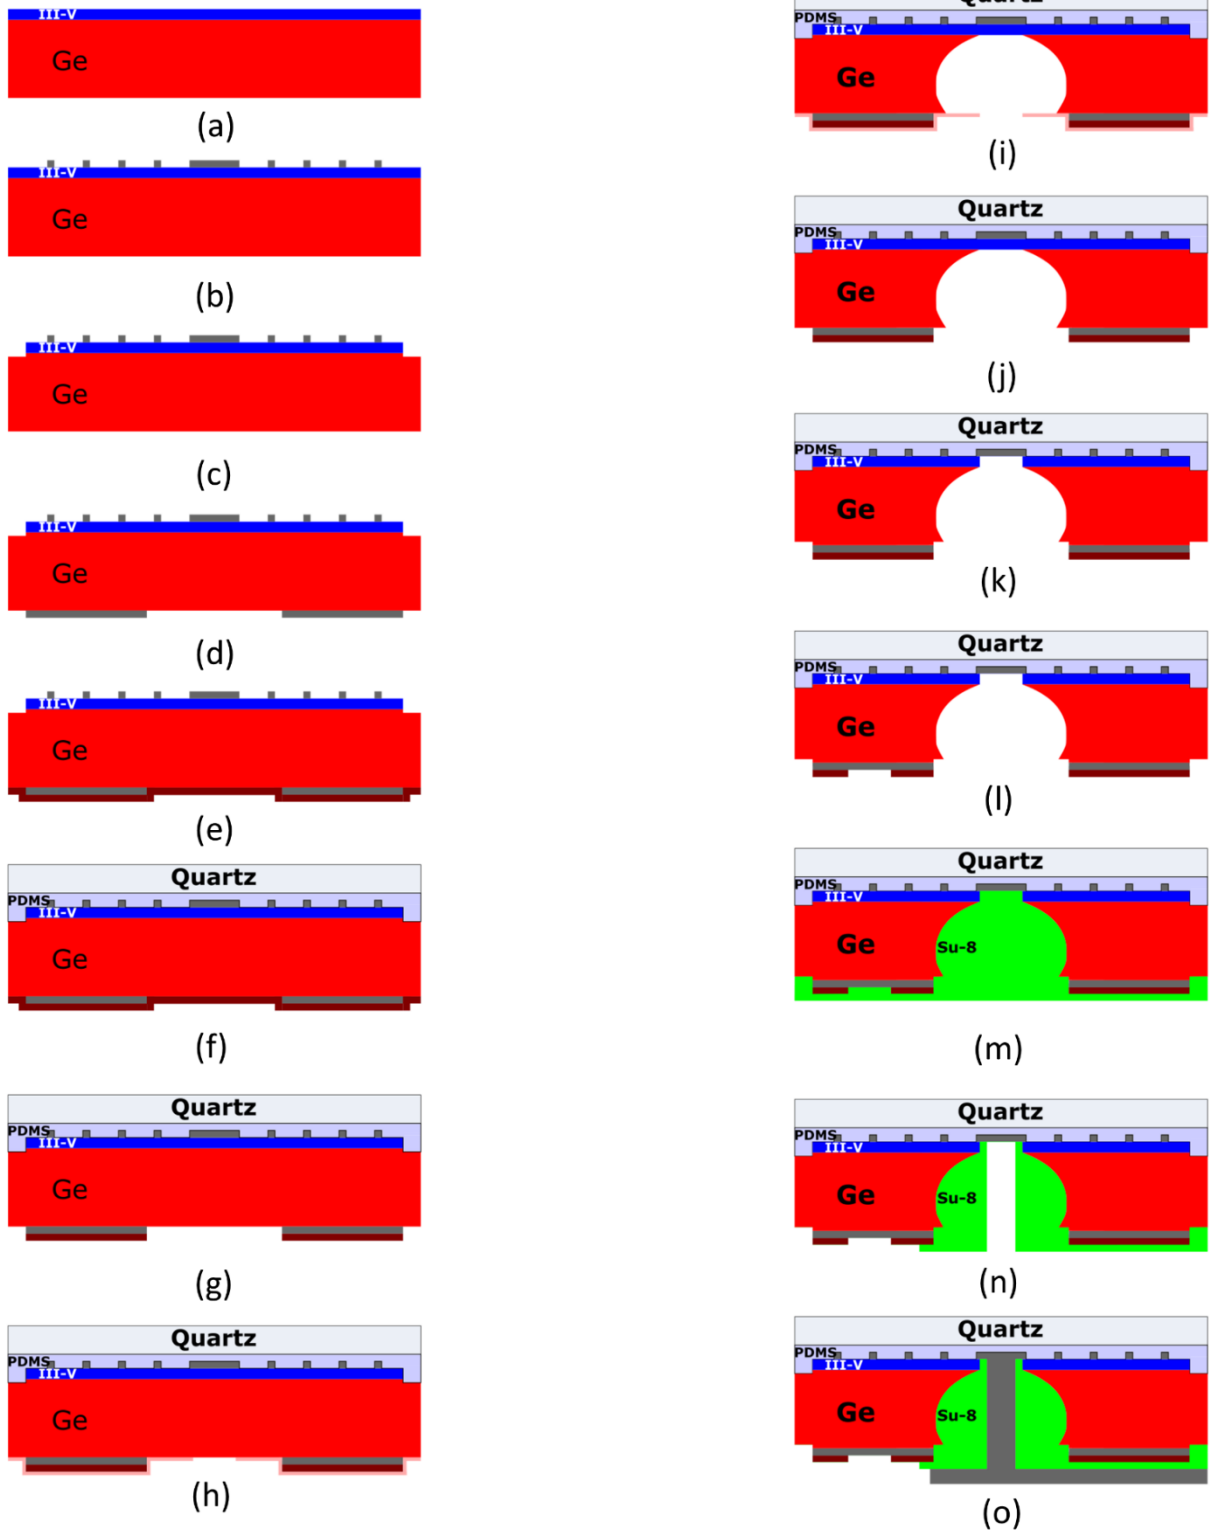 III-V
Ge
(a)
III-V
Ge
(b)
III-V
Ge
(c)
III-V
Ge
(d)
III-V
Ge
(e)
Quartz
PDMS
III-V
Ge
(f)
Quartz
PDMS
III-V
Ge
(g)
Quartz
PDMS
III-V
Ge
(h)
Quartz
PDMS
III-V
Ge
(i)
Quartz
PDMS
III-V
Ge
(j)
Quartz
PDMS
III-V
Ge
(k)
Quartz
PDMS
III-V
Ge
(l)
Quartz
PDMS
III-V
Ge
Su-8
(m)
Quartz
PDMS
III-V
Ge
Su-8
(n)
Quartz
PDMS
III-V
Ge
Su-8
(o)